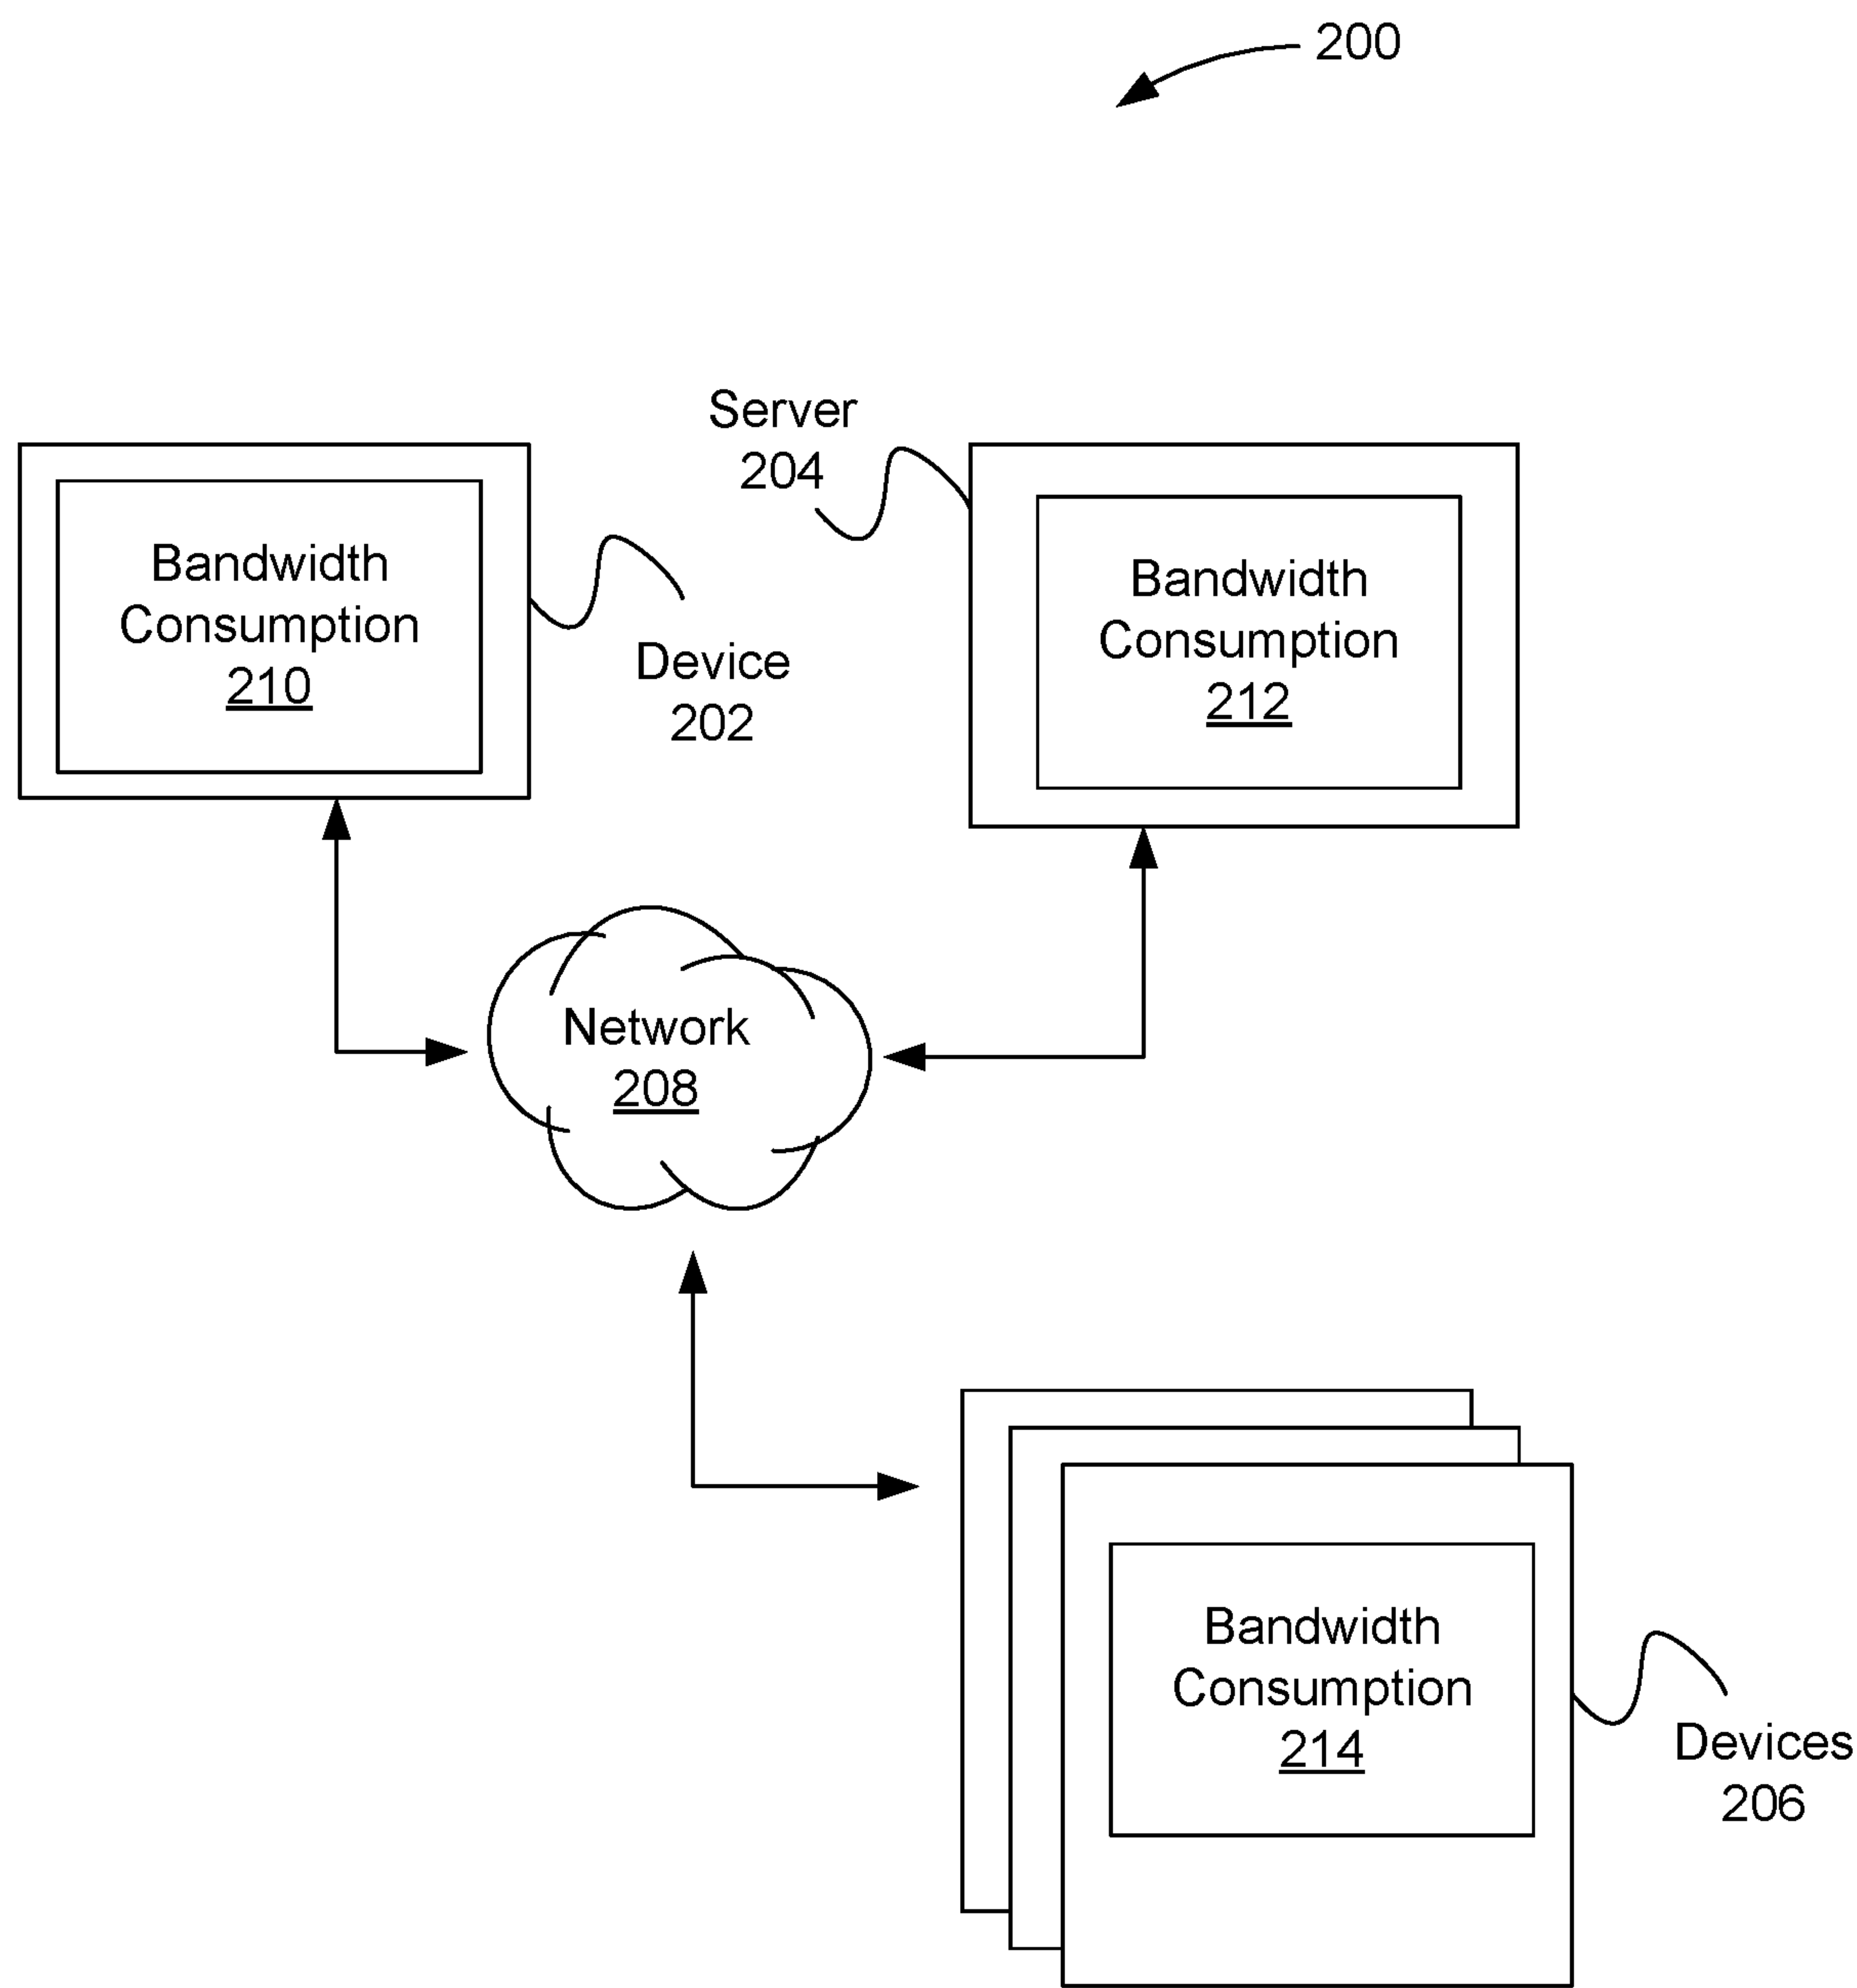 200
Server
204
Bandwidth
Consumption
210
Device
202
Bandwidth
Consumption
212
Network
208
Bandwidth
Consumption
214
Devices
206